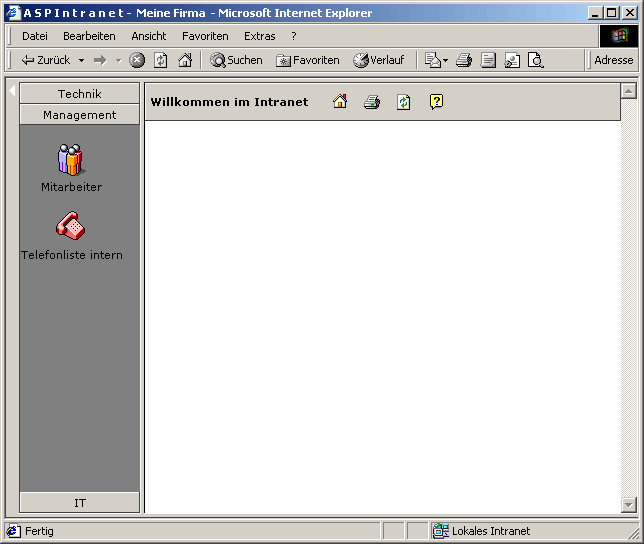 A S P I n t r a n e t - Meine Firma - Microsoft Internet Explorer
Datei Bearbeiten Ansicht Favoriten Extras ?
Zurück Suchen Favoriten Verlauf Adresse
Technik
Management
Willkommen im Intranet ?
Mitarbeiter
Telefonliste intern
IT
Fertig Lokales Intranet